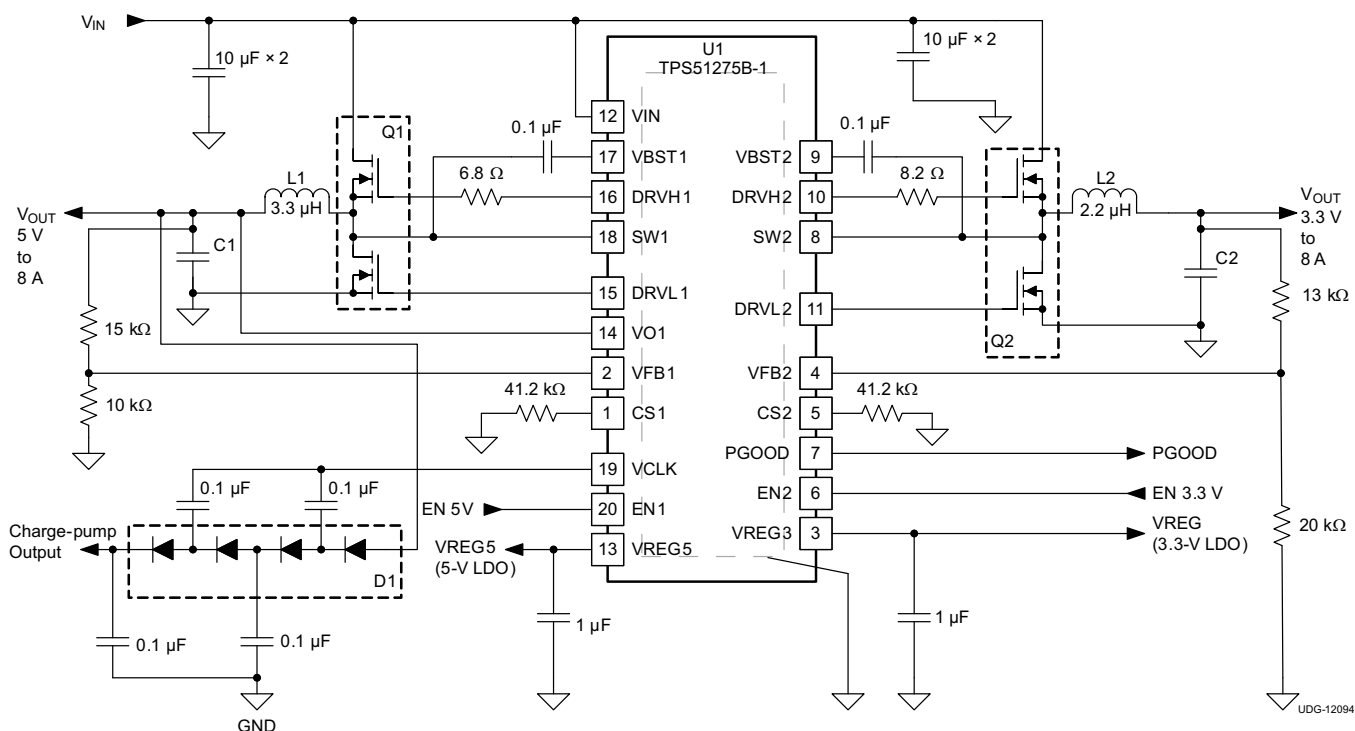 V_IN
10 µF × 2
U1
TPS51275B-1
10 µF × 2
12 VIN
Q1
0.1 µF
17 VBST1
VBST2 9
0.1 µF
L1
3.3 µH
6.8 Ω
16 DRVH1
DRVH2 10
8.2 Ω
L2
2.2 µH
V_OUT
5 V
to
8 A
C1
18 SW1
SW2 8
V_OUT
3.3 V
to
8 A
C2
15 DRVL1
DRVL2 11
13 kΩ
15 kΩ
14 VO1
Q2
2 VFB1
VFB2 4
10 kΩ
41.2 kΩ
1 CS1
CS2 5
41.2 kΩ
PGOOD 7
PGOOD
19 VCLK
0.1 µF
0.1 µF
EN2 6
EN 3.3 V
EN 5V
20 EN1
Charge-pump
Output
VREG5
(5-V LDO)
13 VREG5
VREG3 3
VREG
(3.3-V LDO)
20 kΩ
D1
0.1 µF
0.1 µF
1 µF
1 µF
GND
UDG-12094